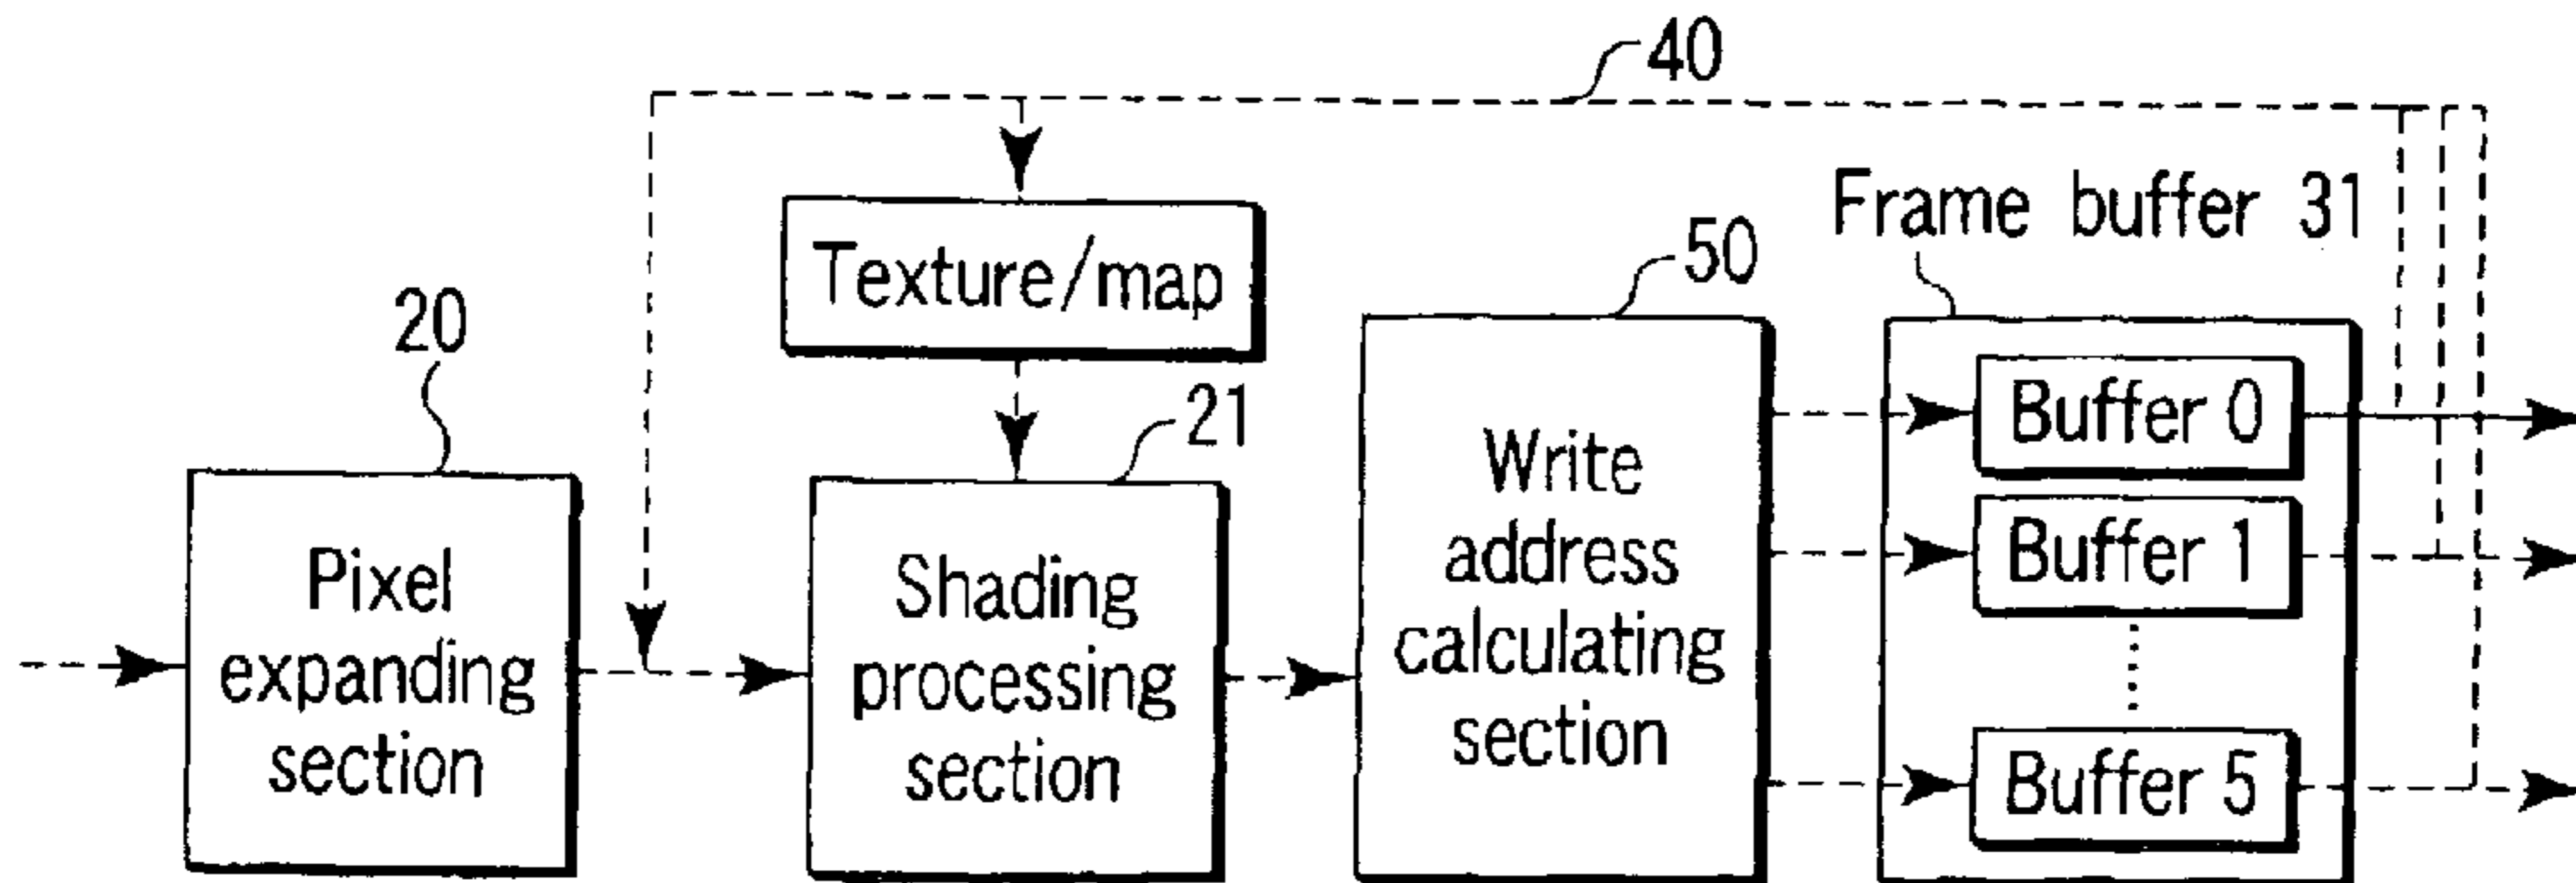 40
Frame buffer 31
Texture/map
50
20
21
Buffer 0
Write
address
calculating
section
Buffer 1
Pixel
expanding
section
Shading
processing
section
Buffer 5